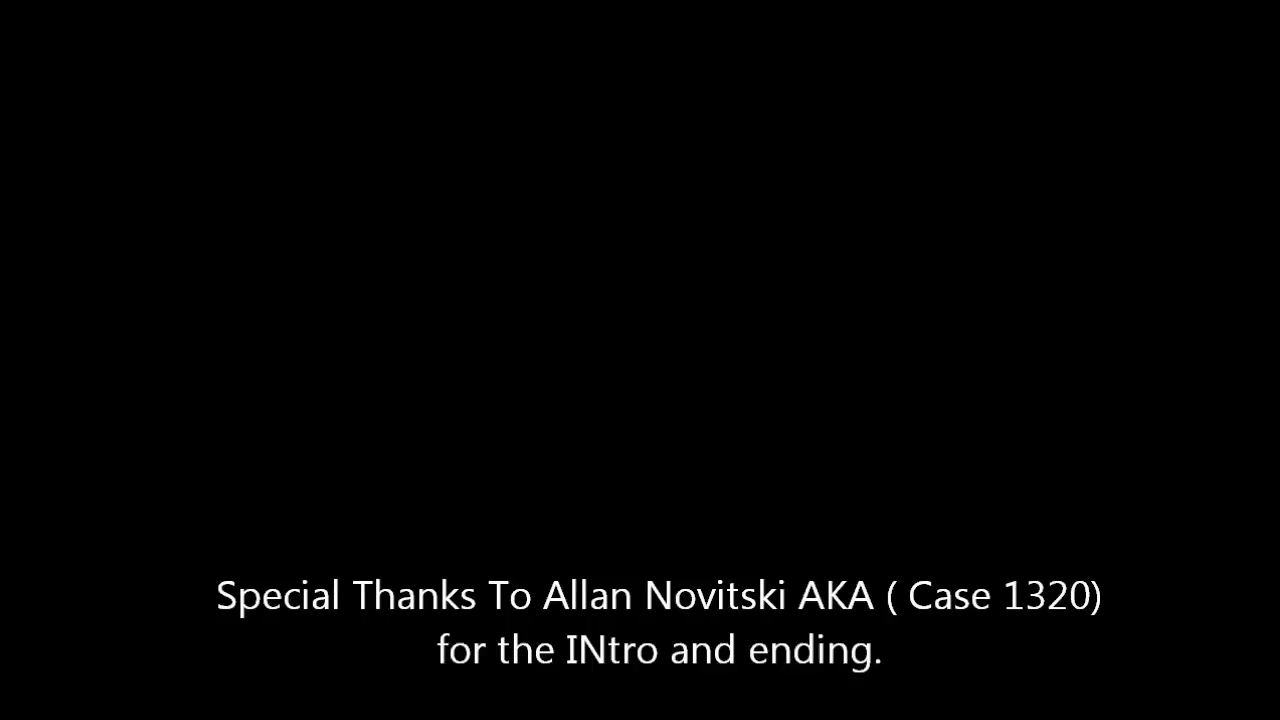 Special Thanks To Allan Novitski AKA ( Case 1320)
for the INtro and ending.